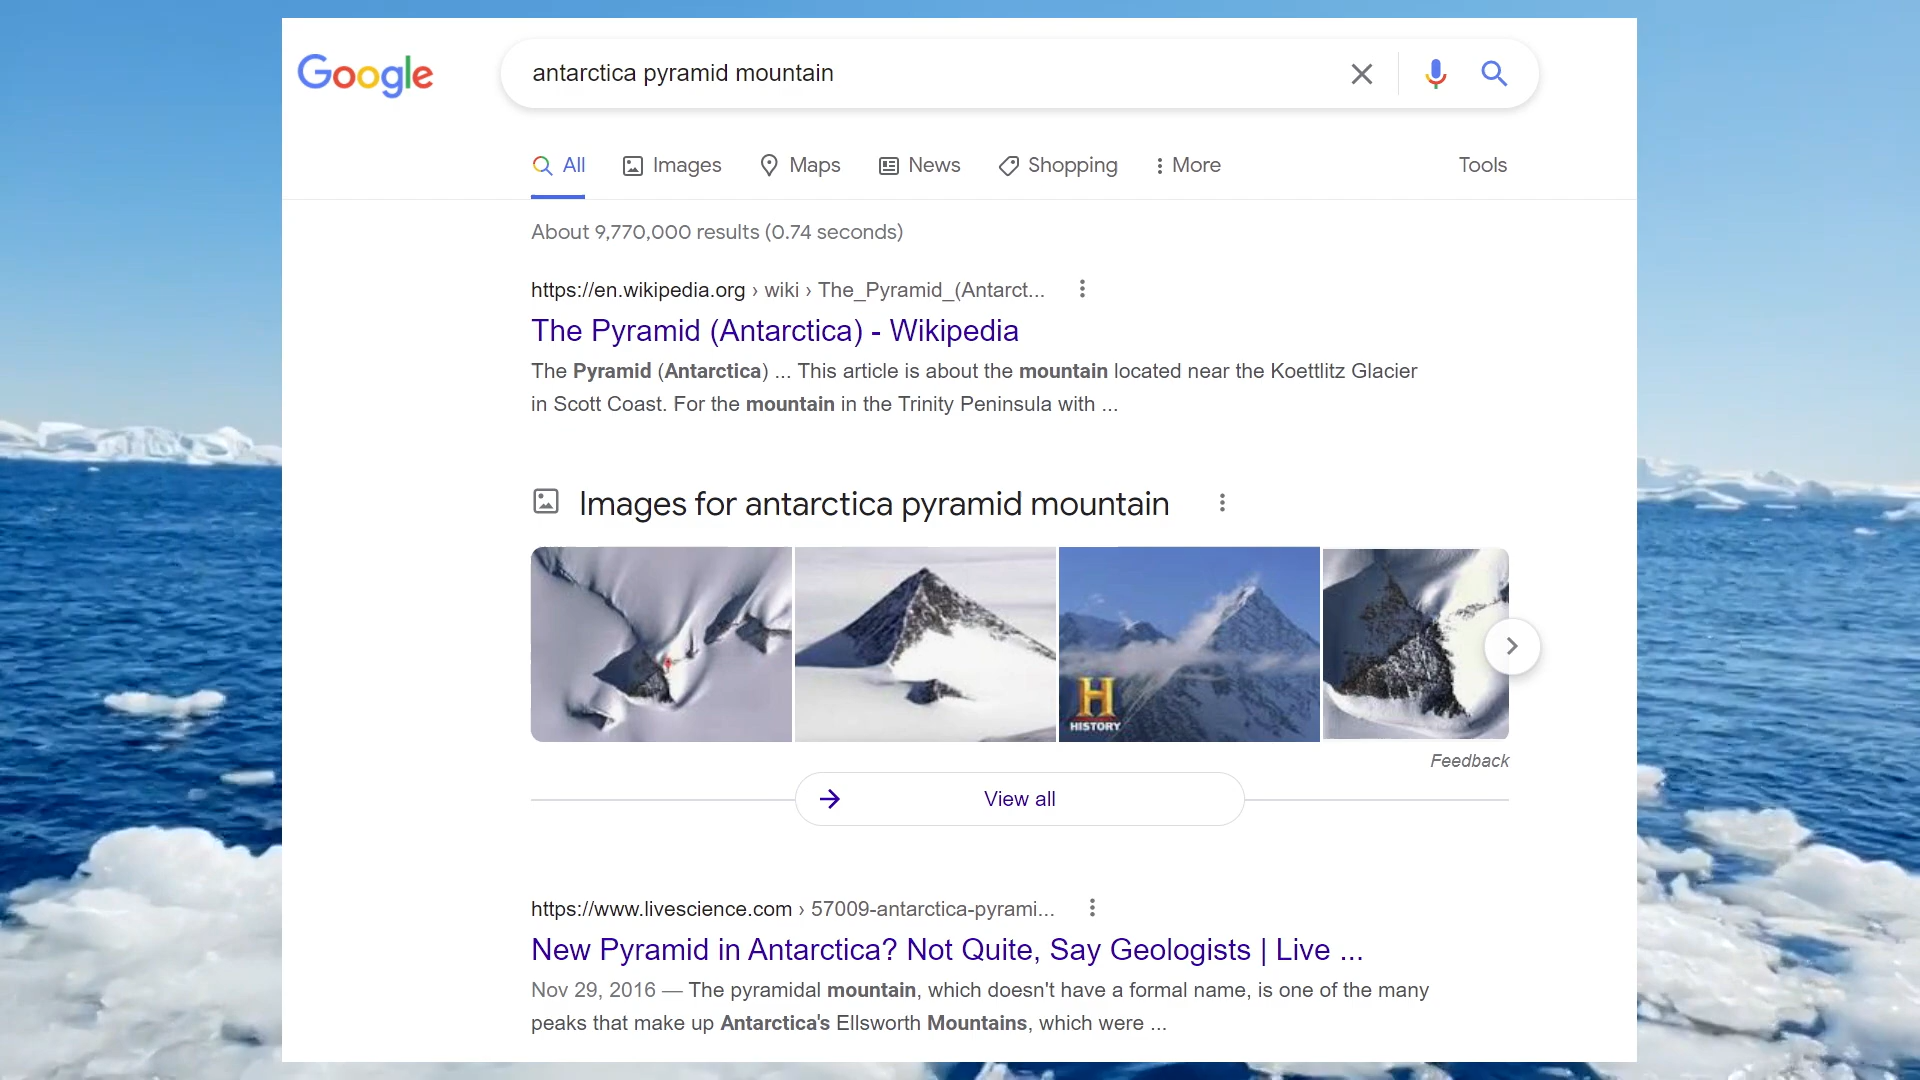 Google
antarctica pyramid mountain
All Images Maps News Shopping More Tools
About 9,770,000 results (0.74 seconds)
https://en.wikipedia.org › wiki › The_Pyramid_(Antarct...
The Pyramid (Antarctica) - Wikipedia
The Pyramid (Antarctica) ... This article is about the mountain located near the Koettlitz Glacier
in Scott Coast. For the mountain in the Trinity Peninsula with ...
Images for antarctica pyramid mountain
H
HISTORY
Feedback
View all
https://www.livescience.com › 57009-antarctica-pyrami...
New Pyramid in Antarctica? Not Quite, Say Geologists | Live ...
Nov 29, 2016 — The pyramidal mountain, which doesn't have a formal name, is one of the many
peaks that make up Antarctica's Ellsworth Mountains, which were ...